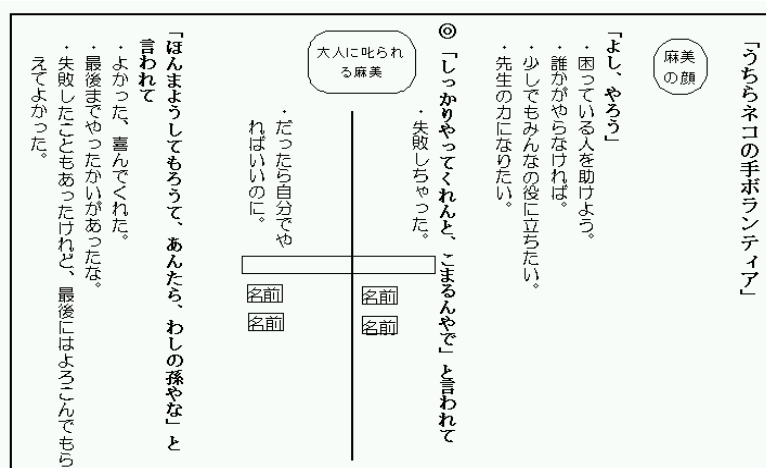 「うちらネコの手ボランティア」
麻美
の顔
「よし、やろう」
・困っている人を助けよう。
・誰かがやらなければ。
・少しでもみんなの役に立ちたい。
・先生の力になりたい。
◎「しっかりやってくれんと、こまるんやで」と言われて
大人に叱られ
る麻美
・失敗しちゃった。
・だったら自分でや
ればいいのに。
名前
名前
名前
名前
「ほんまようしてもろうて、あんたら、わしの孫やな」と
言われて
・よかった、喜んでくれた。
・最後までやったかいがあったな。
・失敗したこともあったけれど、最後にはよろこんでもら
えてよかった。